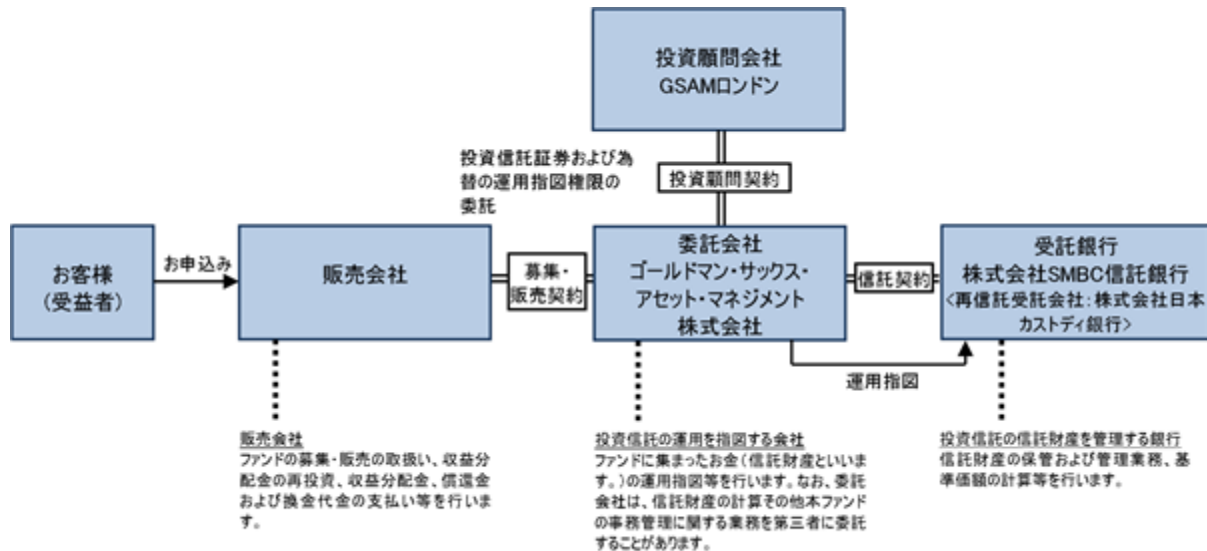 投資顧問会社
GSAMロンドン
投資信託証券および為
替の運用指図権限の
委託
投資顧問契約
お客様
(受益者)
お申込み
販売会社
募集・
販売契約
委託会社
ゴールドマン・サックス・
アセット・マネジメント
株式会社
信託契約
受託銀行
株式会社SMBC信託銀行
<再信託受託会社:株式会社日本
カストディ銀行>
運用指図
販売会社
ファンドの募集・販売の取扱い、収益分
配金の再投資、収益分配金、償還金
および換金代金の支払い等を行いま
す。
投資信託の運用を指図する会社
ファンドに集まったお金(信託財産といいま
す。)の運用指図等を行います。なお、委託
会社は、信託財産の計算その他本ファンド
の事務管理に関する業務を第三者に委託
することがあります。
投資信託の信託財産を管理する銀行
信託財産の保管および管理業務、基
準価額の計算等を行います。